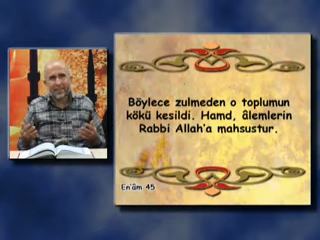 Böylece zulmeden o toplumun
kökü kesildi. Hamd, âlemlerin
Rabbi Allah'a mahsustur.
En'âm 45